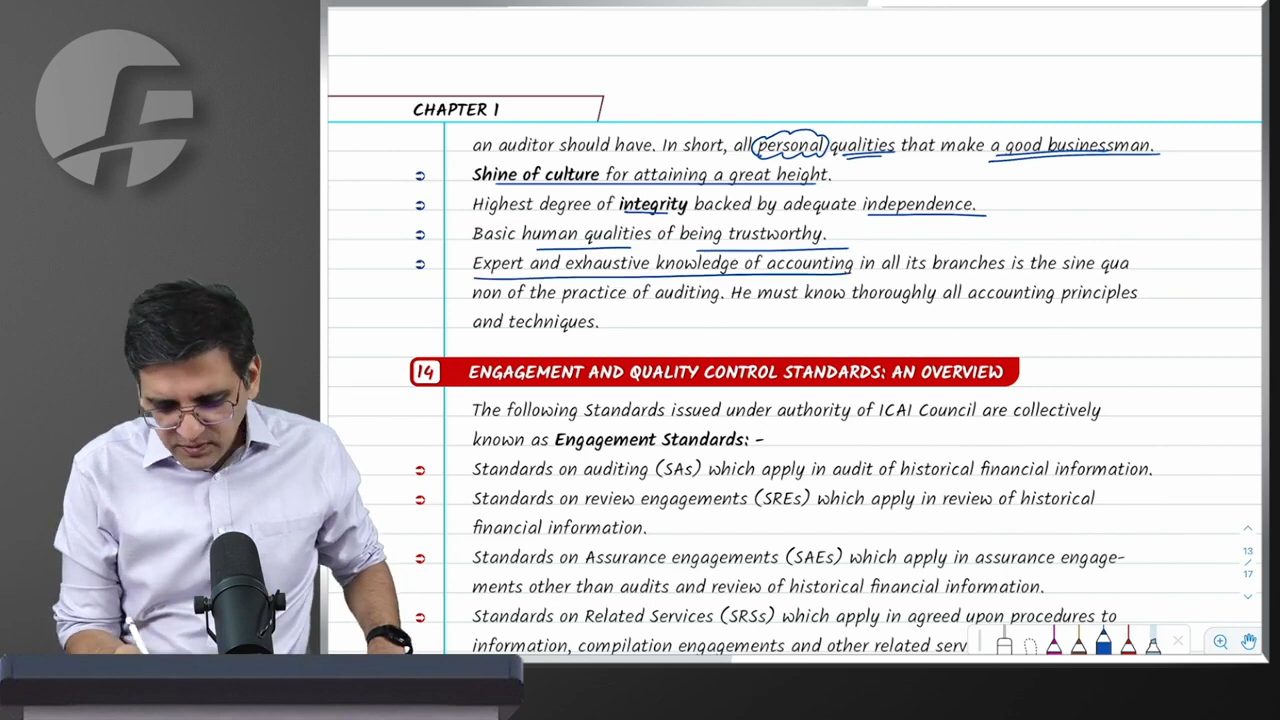 CHAPTER 1
an auditor should have. In short, all personal qualities that make a good businessman.
Shine of culture for attaining a great height.
Highest degree of integrity backed by adequate independence.
Basic human qualities of being trustworthy.
Expert and exhaustive knowledge of accounting in all its branches is the sine qua
non of the practice of auditing. He must know thoroughly all accounting principles
and techniques.
14 ENGAGEMENT AND QUALITY CONTROL STANDARDS: AN OVERVIEW
The following Standards issued under authority of ICAI Council are collectively
known as Engagement Standards: -
Standards on auditing (SAs) which apply in audit of historical financial information.
Standards on review engagements (SREs) which apply in review of historical
financial information.
Standards on Assurance engagements (SAEs) which apply in assurance engage-
ments other than audits and review of historical financial information.
Standards on Related Services (SRSs) which apply in agreed upon procedures to
information, compilation engagements and other related serv
13
/
17